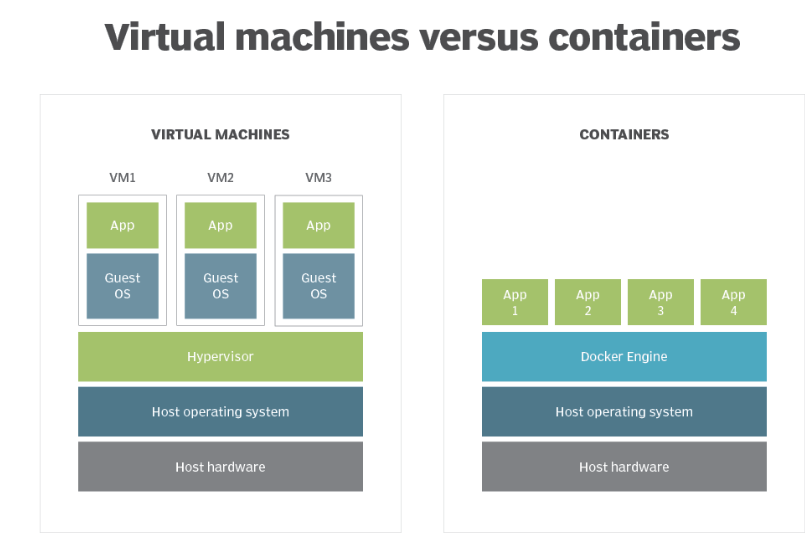 Virtual machines versus containers
VIRTUAL MACHINES
VM1 VM2 VM3
App App App
Guest Guest Guest
OS OS OS
Hypervisor
Host operating system
Host hardware
CONTAINERS
App App App App
1 2 3 4
Docker Engine
Host operating system
Host hardware